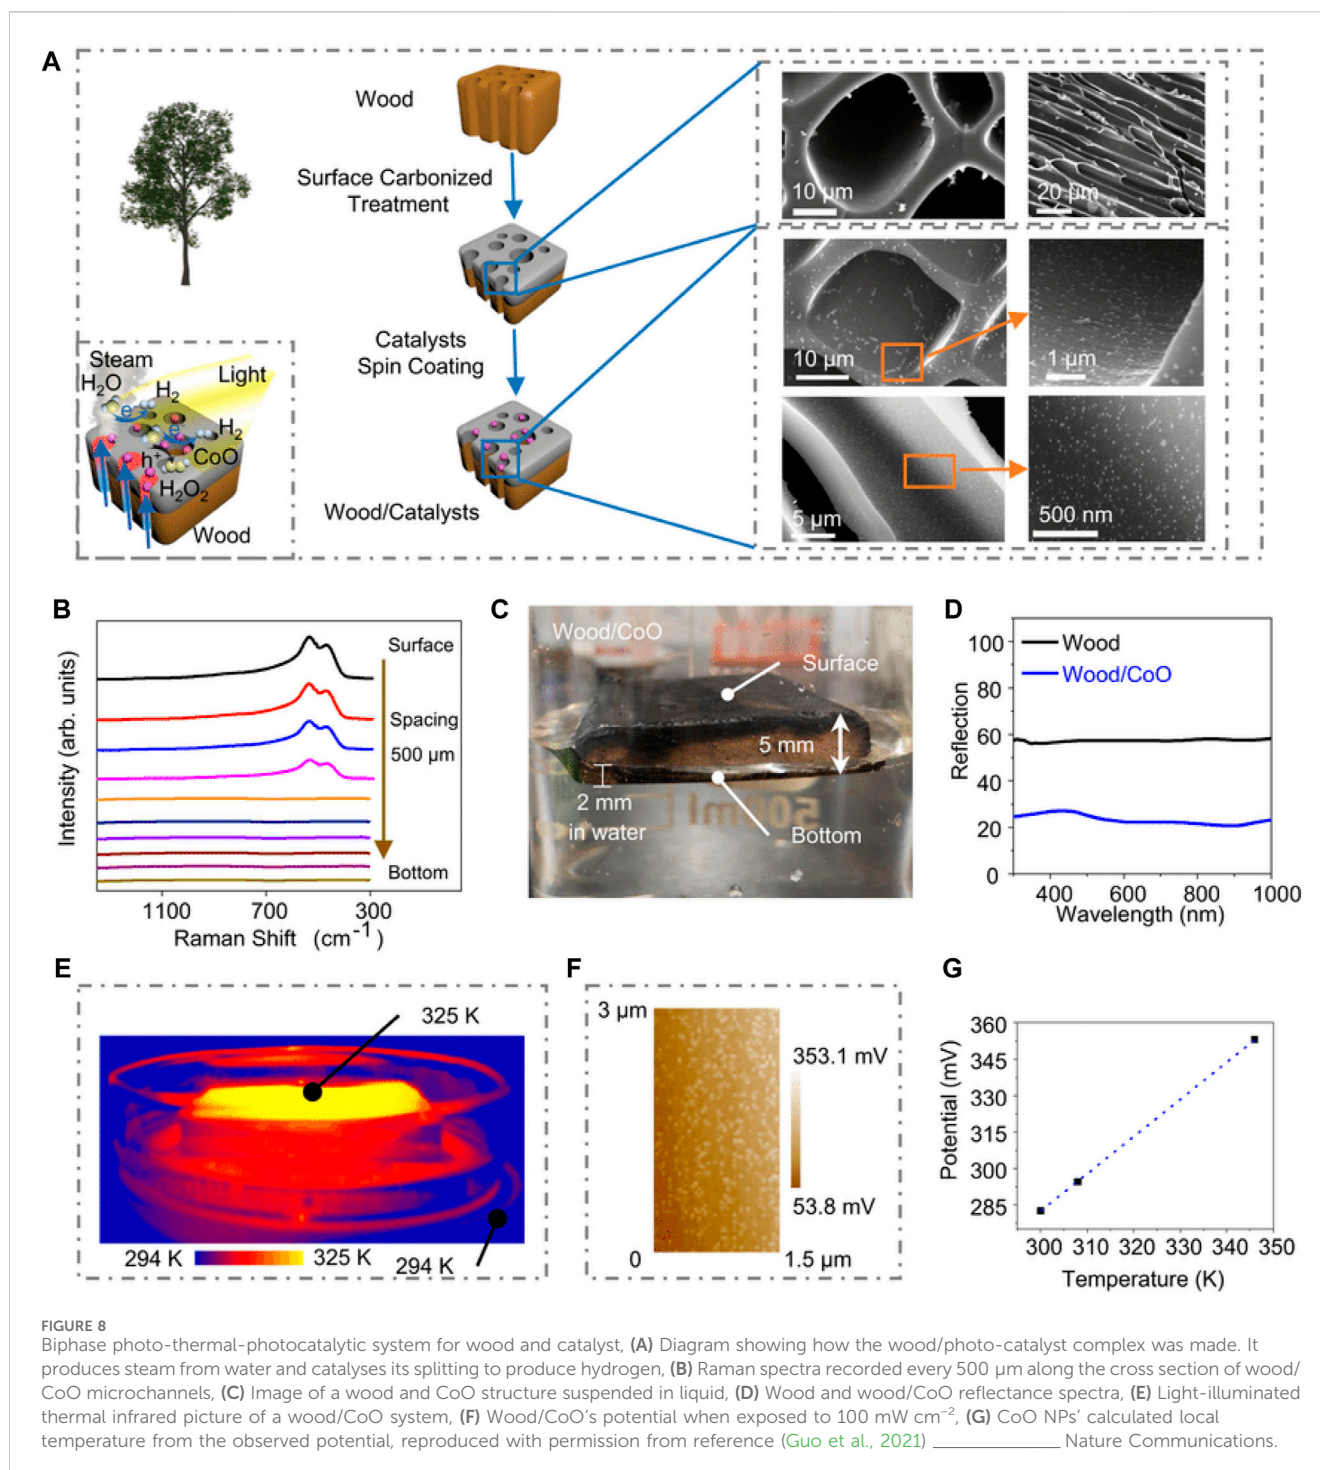 A
Wood
Surface Carbonized
Treatment
Catalysts
Spin Coating
Wood/Catalysts
Steam
H₂O
H₂
Light
e⁻
e⁻
H₂
h⁺
CoO
H₂O₂
Wood
10 µm
20 µm
10 µm
1 µm
5 µm
500 nm
B
Intensity (arb. units)
Surface
Spacing
500 µm
Bottom
1100
700
300
Raman Shift (cm⁻¹)
C
Wood/CoO
Surface
5 mm
2 mm
in water
500ml
Bottom
D
Reflection
100
80
60
40
20
0
Wood
Wood/CoO
400
600
800
1000
Wavelength (nm)
E
325 K
294 K
325 K
294 K
F
3 µm
353.1 mV
53.8 mV
0
1.5 µm
G
Potential (mV)
360
345
330
315
300
285
300
310
320
330
340
350
Temperature (K)
FIGURE 8
Biphase photo-thermal-photocatalytic system for wood and catalyst, (A) Diagram showing how the wood/photo-catalyst complex was made. It
produces steam from water and catalyses its splitting to produce hydrogen, (B) Raman spectra recorded every 500 µm along the cross section of wood/
CoO microchannels, (C) Image of a wood and CoO structure suspended in liquid, (D) Wood and wood/CoO reflectance spectra, (E) Light-illuminated
thermal infrared picture of a wood/CoO system, (F) Wood/CoO's potential when exposed to 100 mW cm⁻², (G) CoO NPs' calculated local
temperature from the observed potential, reproduced with permission from reference (Guo et al., 2021) ____________ Nature Communications.